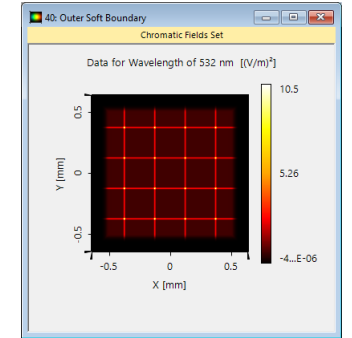 40: Outer Soft Boundary
Chromatic Fields Set
Data for Wavelength of 532 nm  [(V/m)²]
10.5
5.26
-4...E-06
0.5
0
-0.5
Y [mm]
-0.5
0
0.5
X [mm]